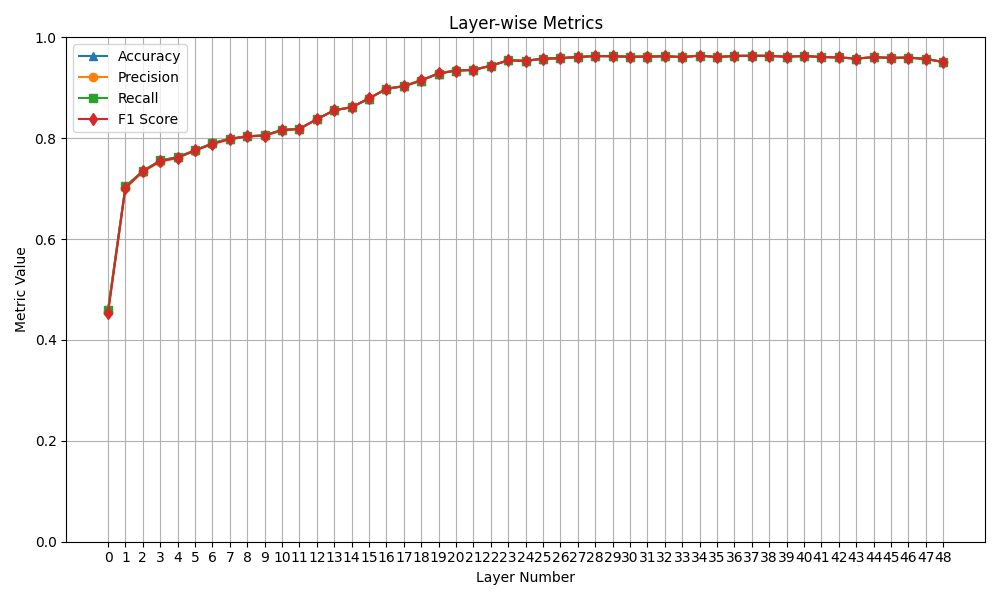 Layer-wise Metrics
Accuracy
Precision
Recall
F1 Score
Metric Value
1.0
0.8
0.6
0.4
0.2
0.0
0 1 2 3 4 5 6 7 8 9 10 11 12 13 14 15 16 17 18 19 20 21 22 23 24 25 26 27 28 29 30 31 32 33 34 35 36 37 38 39 40 41 42 43 44 45 46 47 48
Layer Number